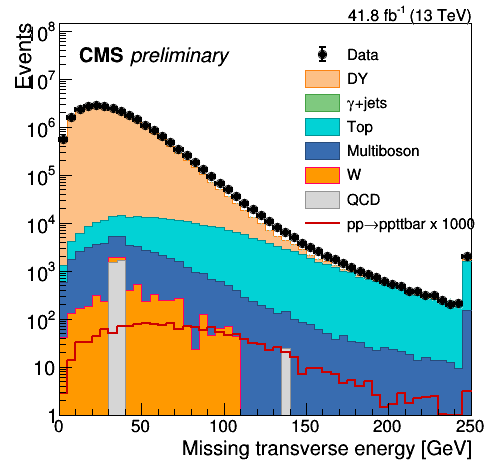 41.8 fb⁻¹ (13 TeV)
Events
CMS preliminary
Data
DY
γ+jets
Top
Multiboson
W
QCD
pp→ppttbar x 1000
10⁸
10⁷
10⁶
10⁵
10⁴
10³
10²
10
1
0 50 100 150 200 250
Missing transverse energy [GeV]